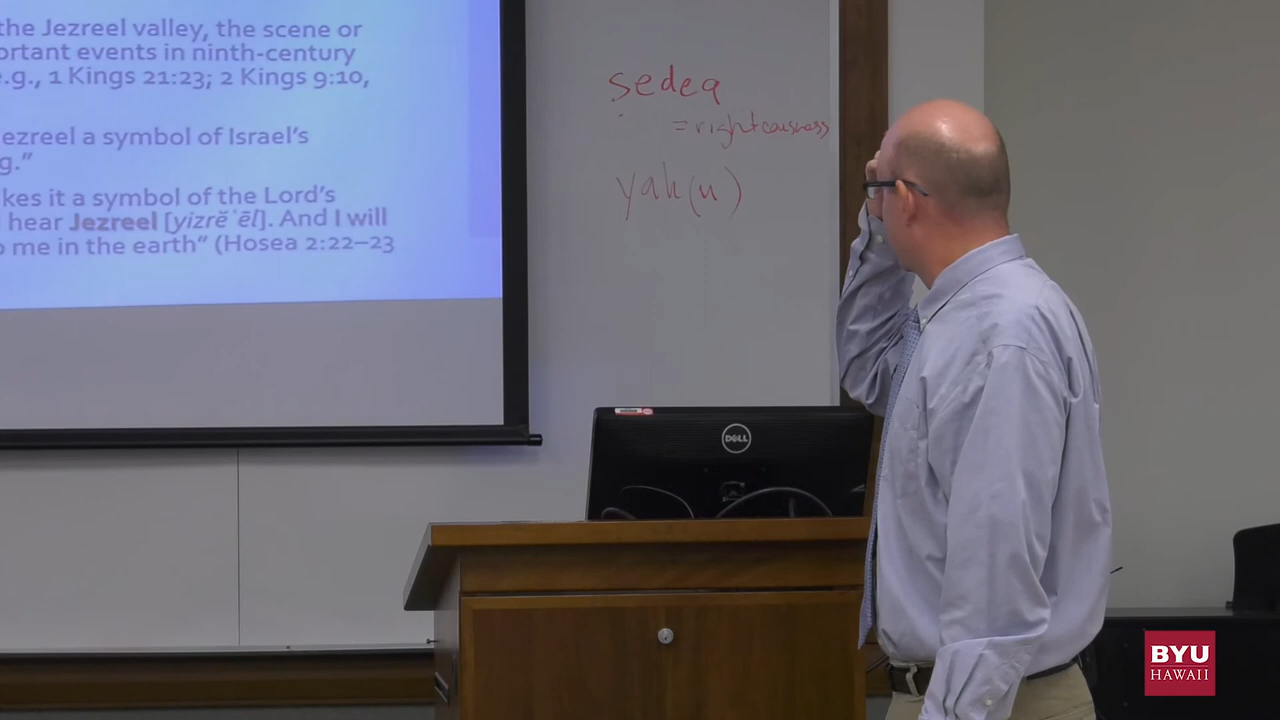 the Jezreel valley, the scene or
ortant events in ninth-century
e.g., 1 Kings 21:23; 2 Kings 9:10,
ezreel a symbol of Israel's
g."
kes it a symbol of the Lord's
hear Jezreel [yizrĕʿēl]. And I will
o me in the earth" (Hosea 2:22–23
ṣedeq
=righteousness
yah(u)
DELL
BYU
HAWAII